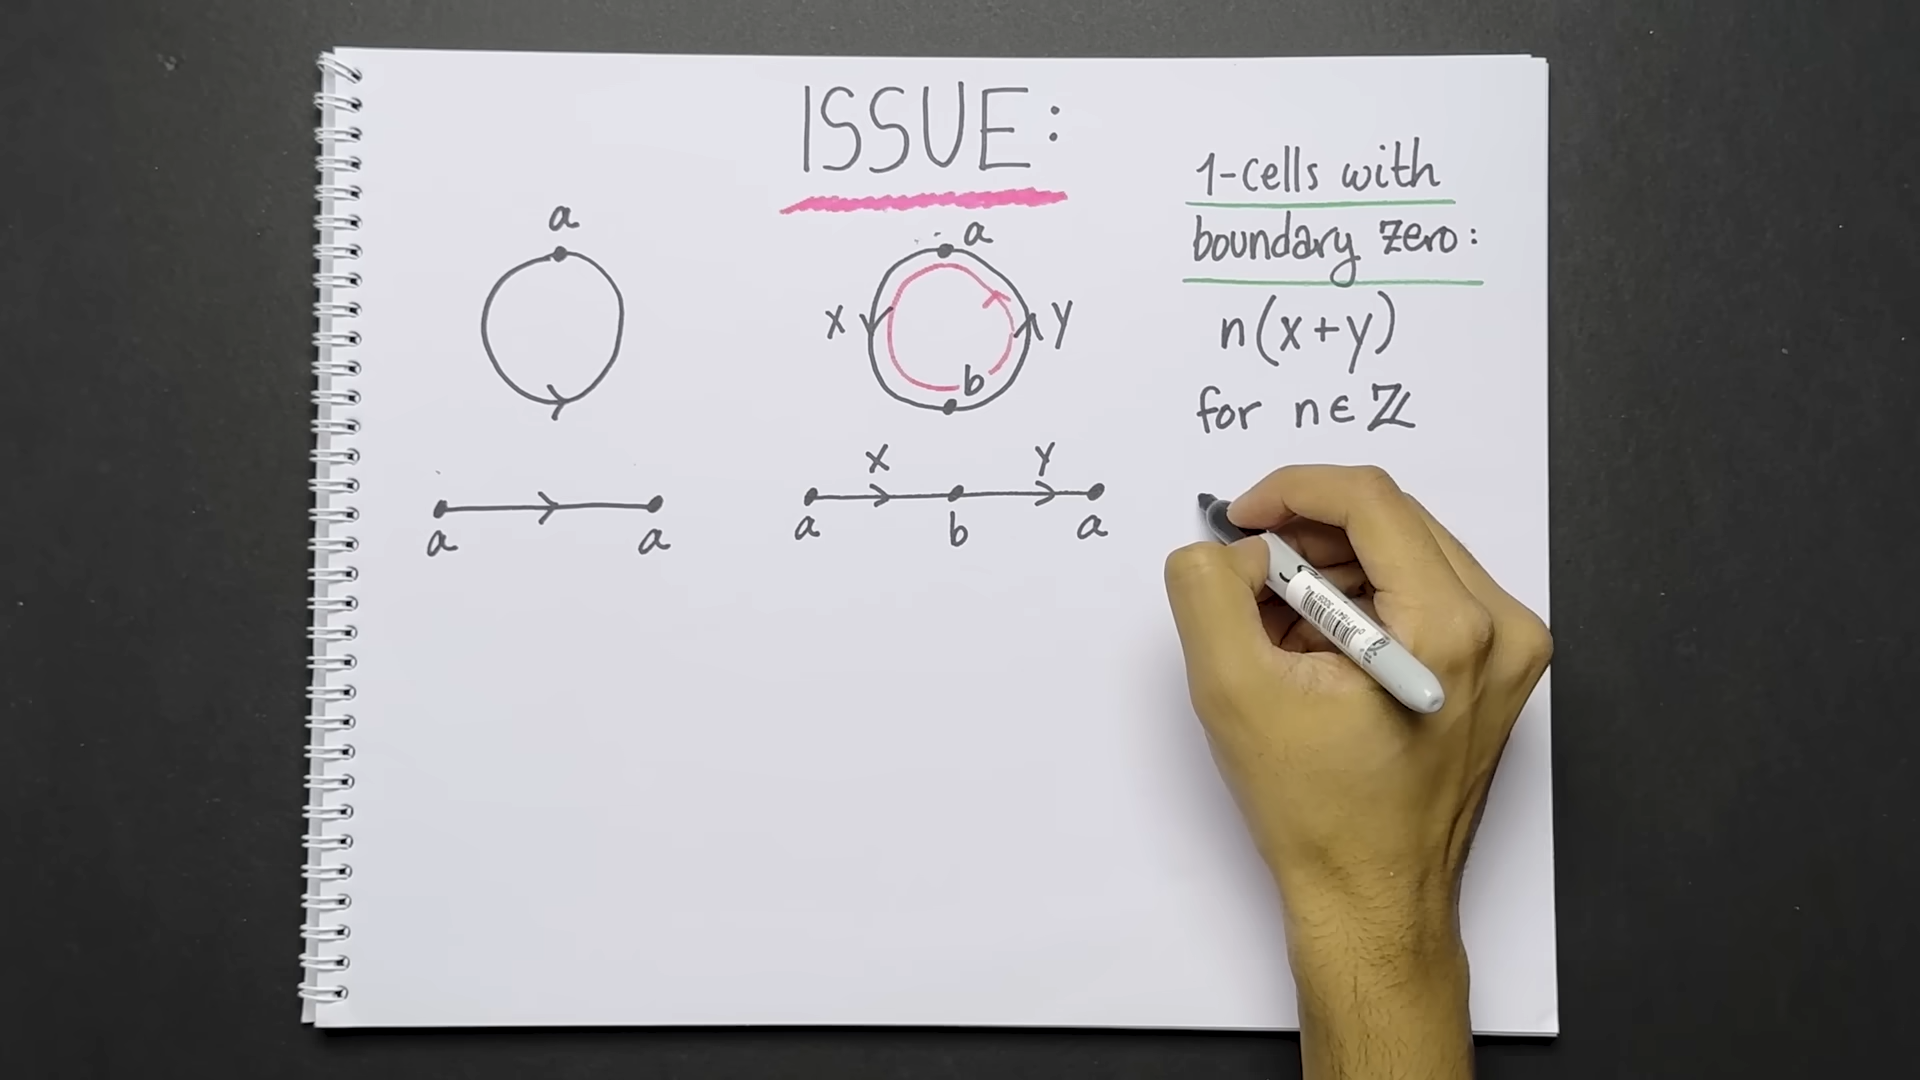 ISSUE:
a
a
a
x
y
b
a
x
y
b
a
a
1-cells with
boundary zero:
n(x+y)
for n∈ℤ